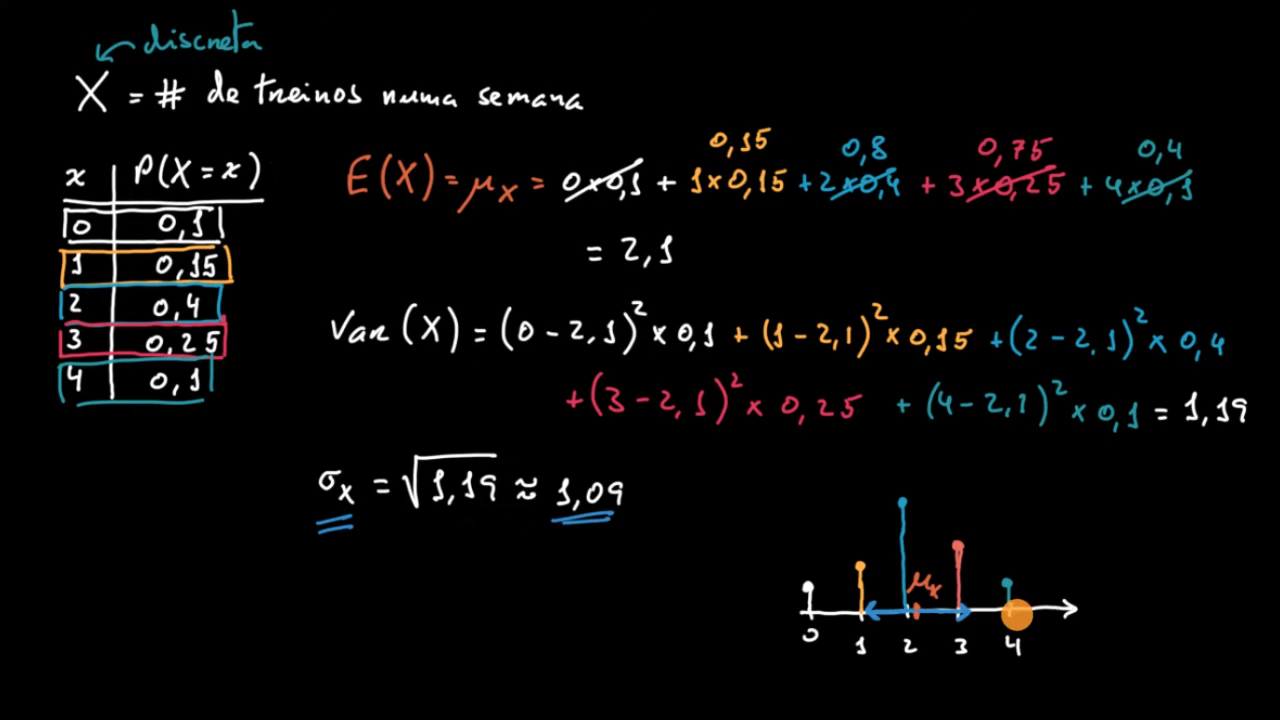 discreta
X = # de treinos numa semana
x P(X = x)
0 0,1
1 0,15
2 0,4
3 0,25
4 0,1
0,15 0,8 0,75 0,4
E(X) = μx = 0×0,1 + 1×0,15 + 2×0,4 + 3×0,25 + 4×0,1
= 2,1
Var (X) = (0 - 2,1)² × 0,1 + (1 - 2,1)² × 0,15 + (2 - 2,1)² × 0,4
+ (3 - 2,1)² × 0,25 + (4 - 2,1)² × 0,1 = 1,19
σx = √1,19 ≈ 1,09
μx
0 1 2 3 4